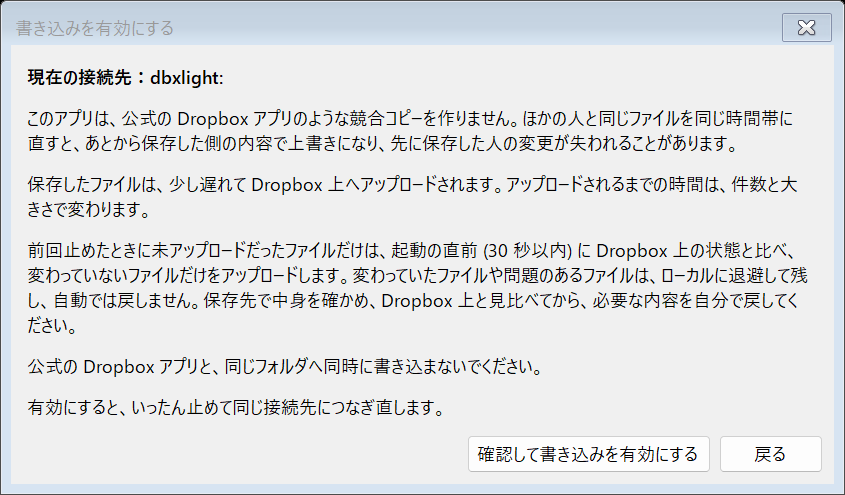 書き込みを有効にする
現在の接続先：dbxlight:
このアプリは、公式の Dropbox アプリのような競合コピーを作りません。ほかの人と同じファイルを同じ時間帯に
直すと、あとから保存した側の内容で上書きになり、先に保存した人の変更が失われることがあります。
保存したファイルは、少し遅れて Dropbox 上へアップロードされます。アップロードされるまでの時間は、件数と大
きさで変わります。
前回止めたときに未アップロードだったファイルだけは、起動の直前 (30 秒以内) に Dropbox 上の状態と比べ、
変わっていないファイルだけをアップロードします。変わっていたファイルや問題のあるファイルは、ローカルに退避して残
し、自動では戻しません。保存先で中身を確かめ、Dropbox 上と見比べてから、必要な内容を自分で戻してく
ださい。
公式の Dropbox アプリと、同じフォルダへ同時に書き込まないでください。
有効にすると、いったん止めて同じ接続先につなぎ直します。
確認して書き込みを有効にする
戻る